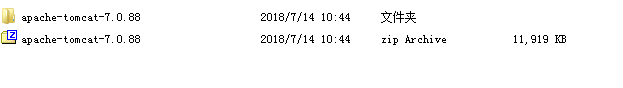 apache-tomcat-7.0.88 2018/7/14 10:44 文件夹
apache-tomcat-7.0.88 2018/7/14 10:44 zip Archive 11,919 KB